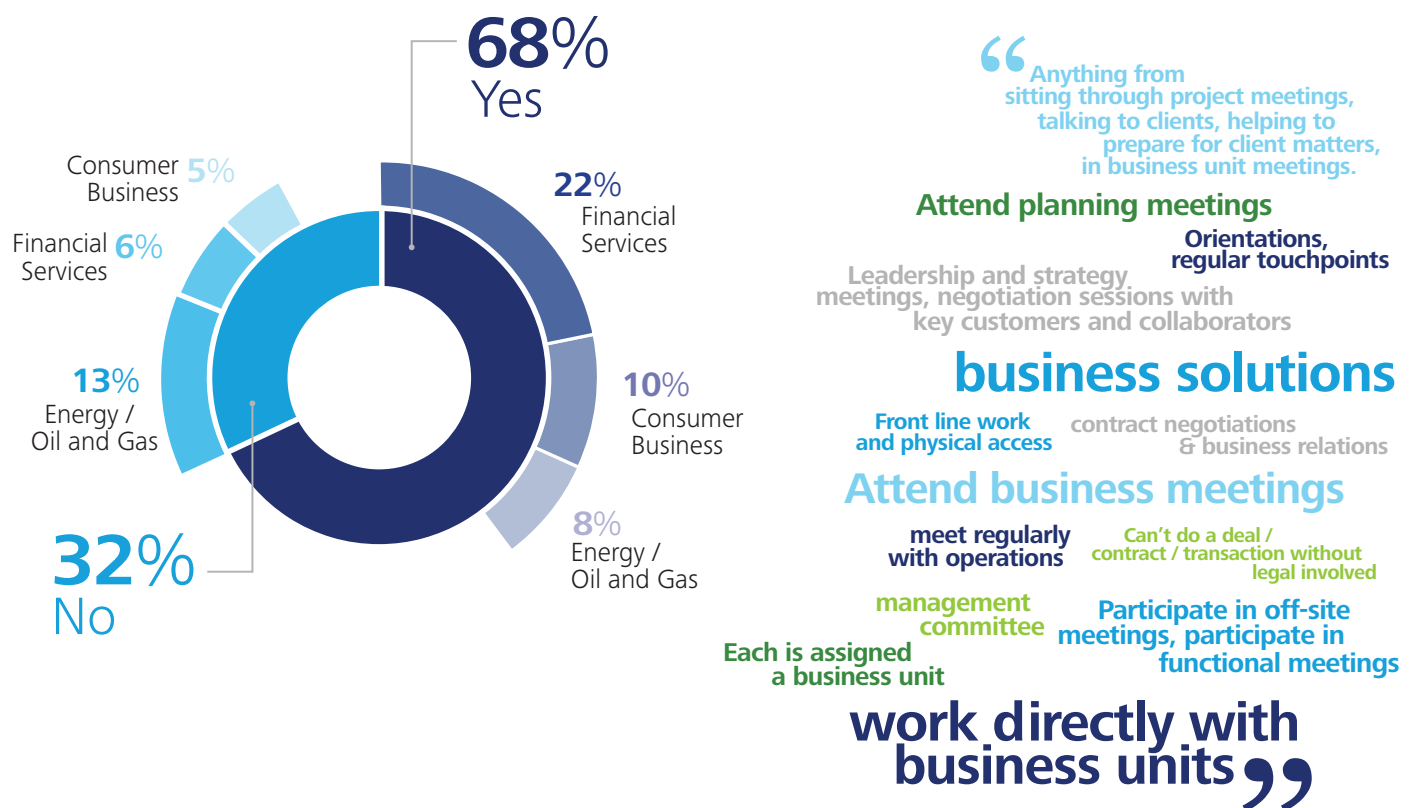 68%
Yes
Consumer
Business
5%
Financial
Services
6%
13%
Energy /
Oil and Gas
32%
No
22%
Financial
Services
10%
Consumer
Business
8%
Energy /
Oil and Gas
“
Anything from
sitting through project meetings,
talking to clients, helping to
prepare for client matters,
in business unit meetings.
Attend planning meetings
Orientations,
regular touchpoints
Leadership and strategy
meetings, negotiation sessions with
key customers and collaborators
business solutions
Front line work
and physical access
contract negotiations
& business relations
Attend business meetings
meet regularly
with operations
Can’t do a deal /
contract / transaction without
legal involved
management
committee
Participate in off-site
meetings, participate in
functional meetings
Each is assigned
a business unit
work directly with
business units ”